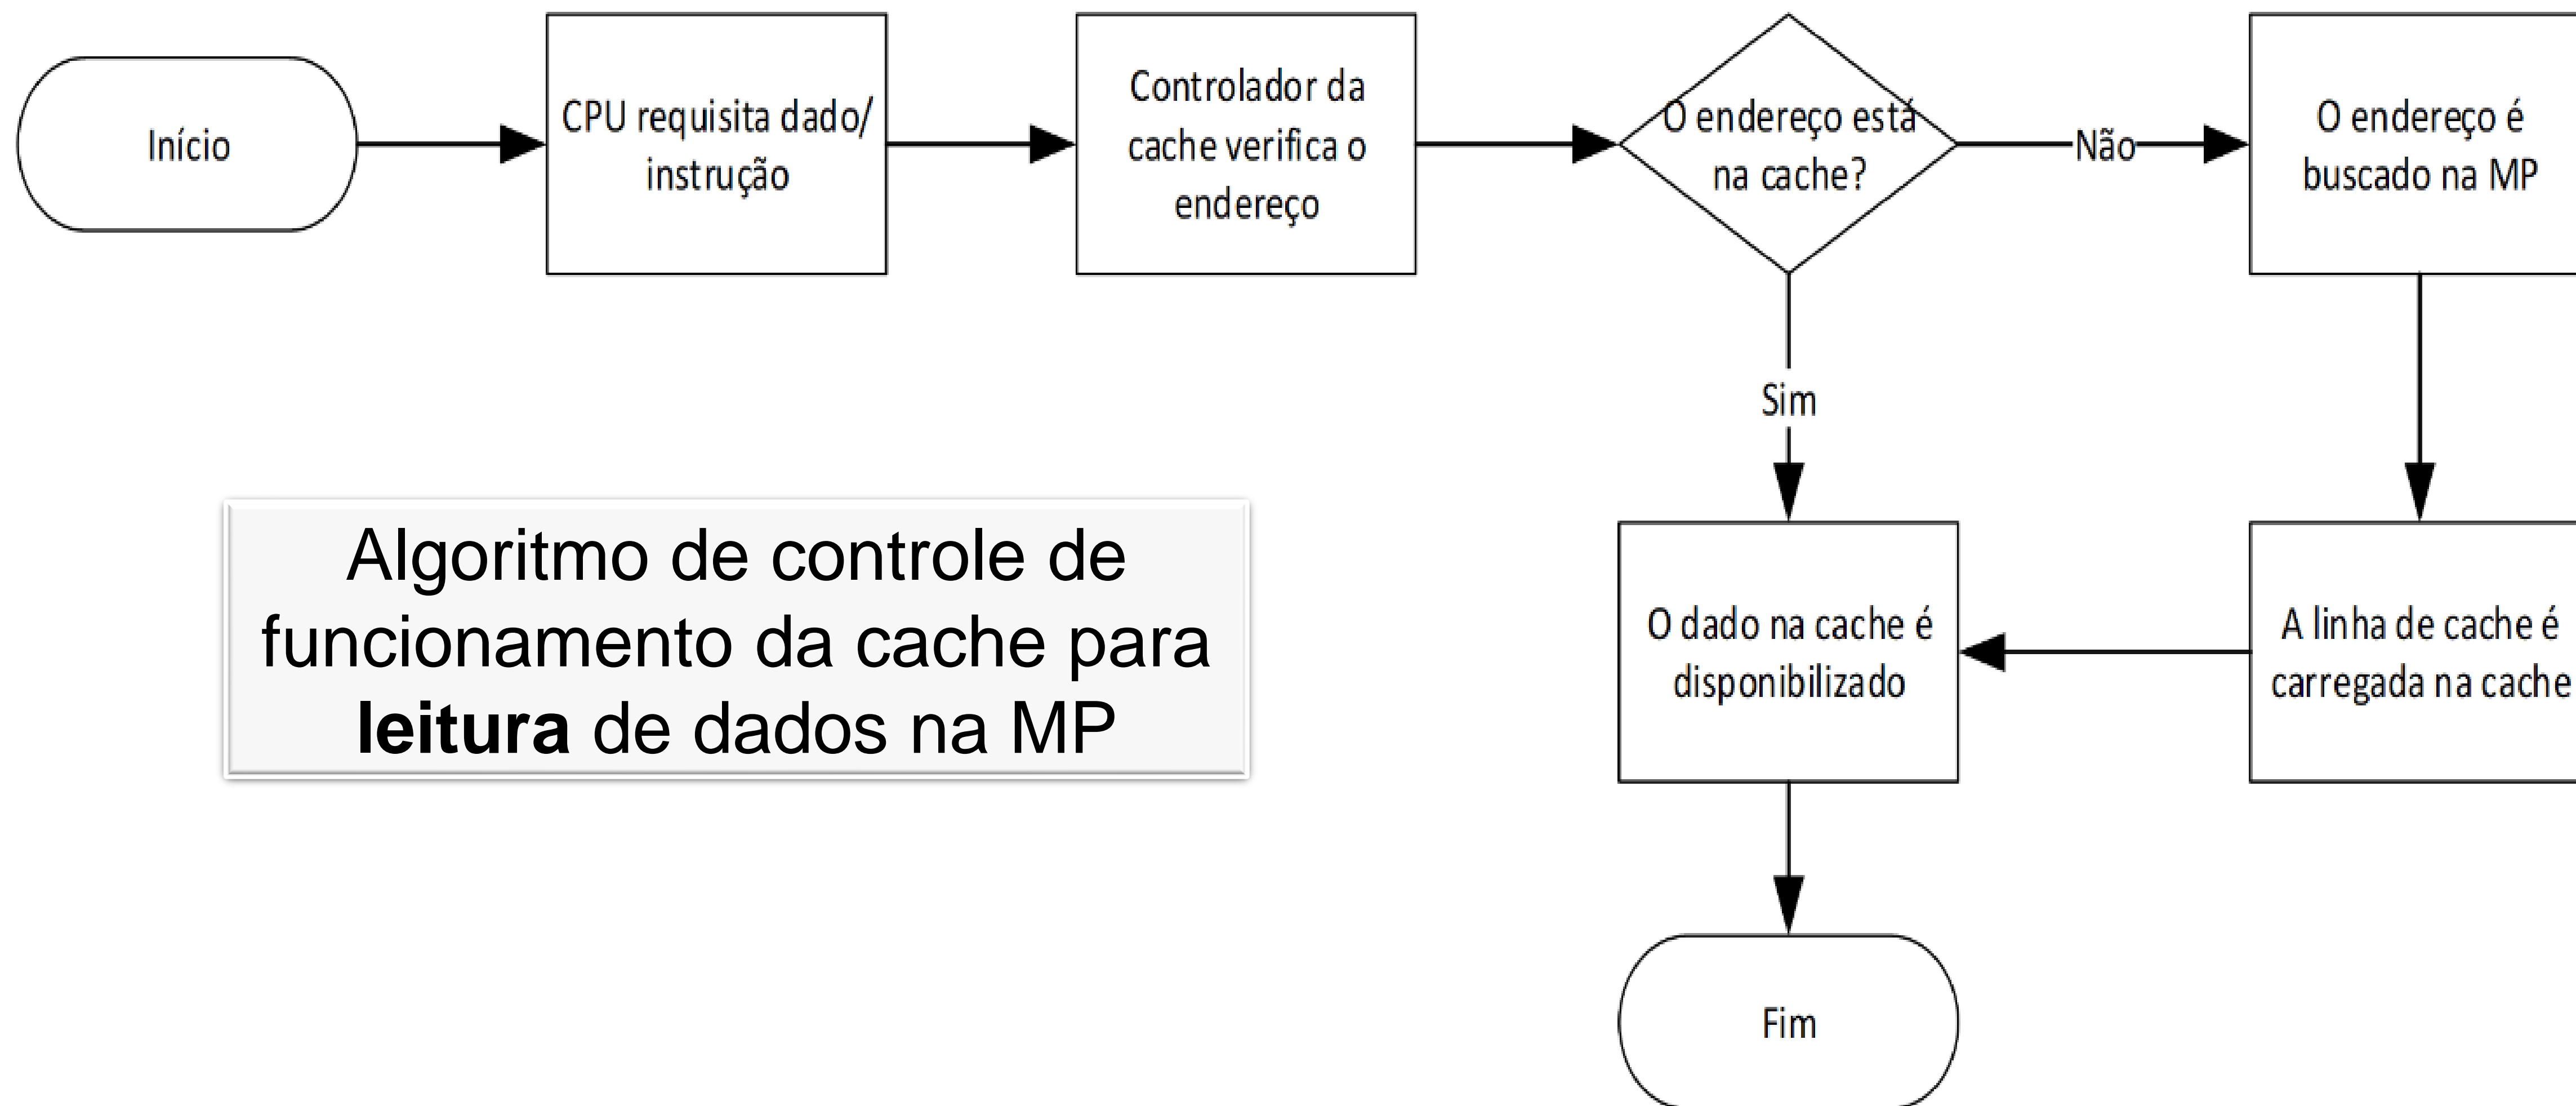 Início
CPU requisita dado/
instrução
Controlador da
cache verifica o
endereço
O endereço está
na cache?
Não
O endereço é
buscado na MP
Sim
Algoritmo de controle de
funcionamento da cache para
leitura de dados na MP
O dado na cache é
disponibilizado
A linha de cache é
carregada na cache
Fim